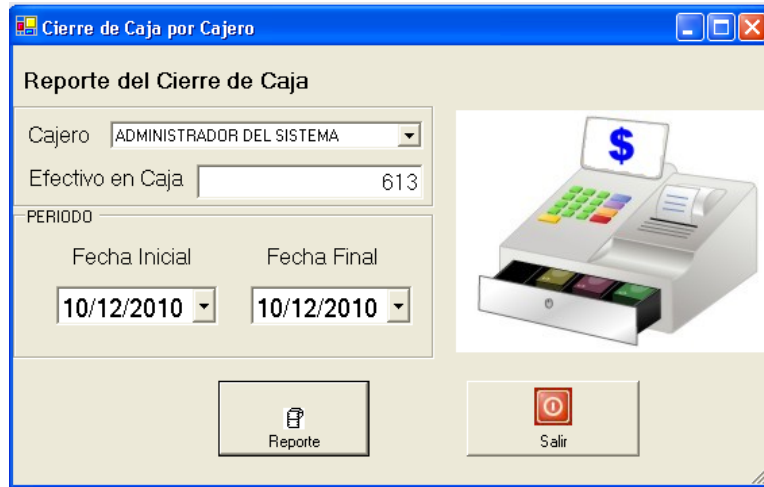 Cierre de Caja por Cajero
Reporte del Cierre de Caja
Cajero ADMINISTRADOR DEL SISTEMA
Efectivo en Caja 613
PERIODO
Fecha Inicial Fecha Final
10/12/2010 10/12/2010
$
Reporte Salir